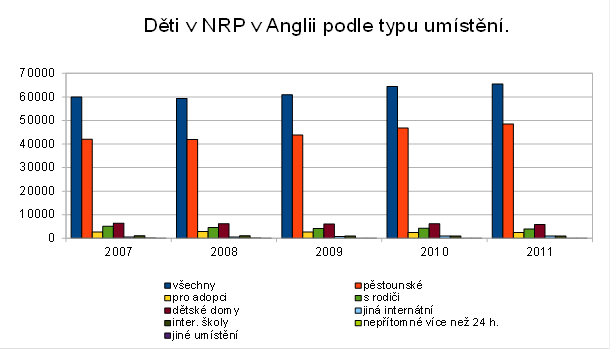 Děti v NRP v Anglii podle typu umístění.
70000
60000
50000
40000
30000
20000
10000
0
2007 2008 2009 2010 2011
všechny pěstounské
pro adopci s rodiči
dětské domy jiná internátní
inter. školy nepřítomné více než 24 h.
jiné umístění